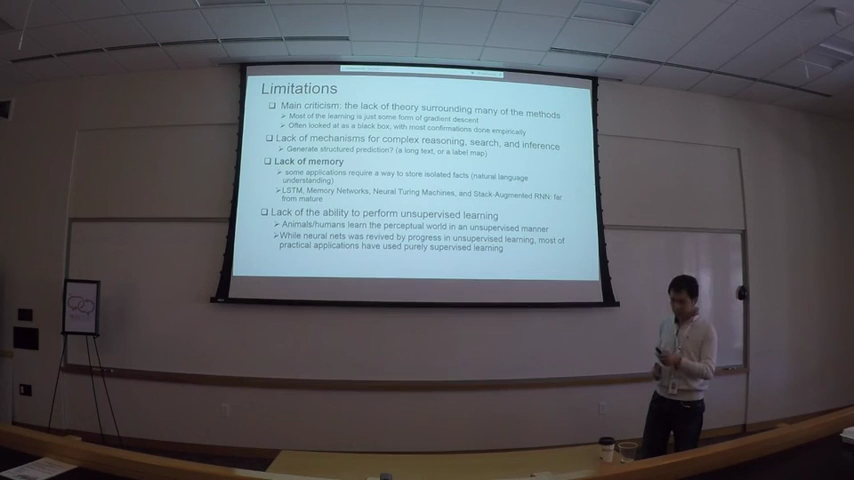 Limitations
Main criticism: the lack of theory surrounding many of the methods
Most of the learning is just some form of gradient descent
Often looked at as a black box, with most confirmations done empirically
Lack of mechanisms for complex reasoning, search, and inference
Generate structured prediction? (a long text, or a label map)
Lack of memory
some applications require a way to store isolated facts (natural language
understanding)
LSTM, Memory Networks, Neural Turing Machines, and Stack-Augmented RNN: far
from mature
Lack of the ability to perform unsupervised learning
Animals/humans learn the perceptual world in an unsupervised manner
While neural nets was revived by progress in unsupervised learning, most of
practical applications have used purely supervised learning